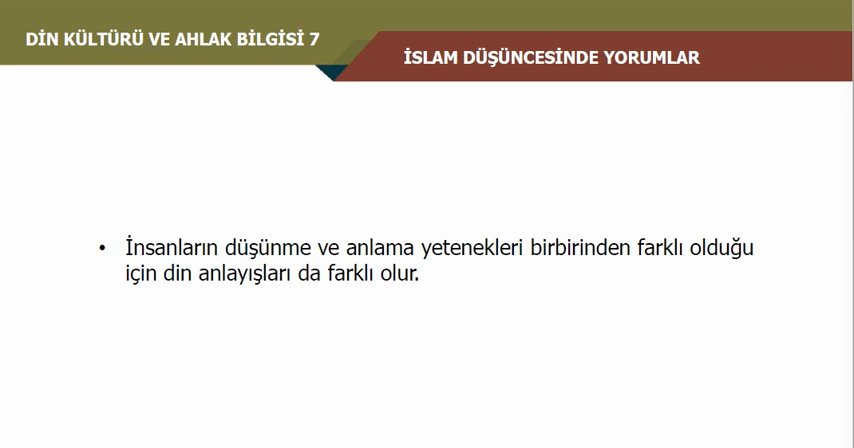 DİN KÜLTÜRÜ VE AHLAK BİLGİSİ 7
İSLAM DÜŞÜNCESİNDE YORUMLAR
• İnsanların düşünme ve anlama yetenekleri birbirinden farklı olduğu
için din anlayışları da farklı olur.